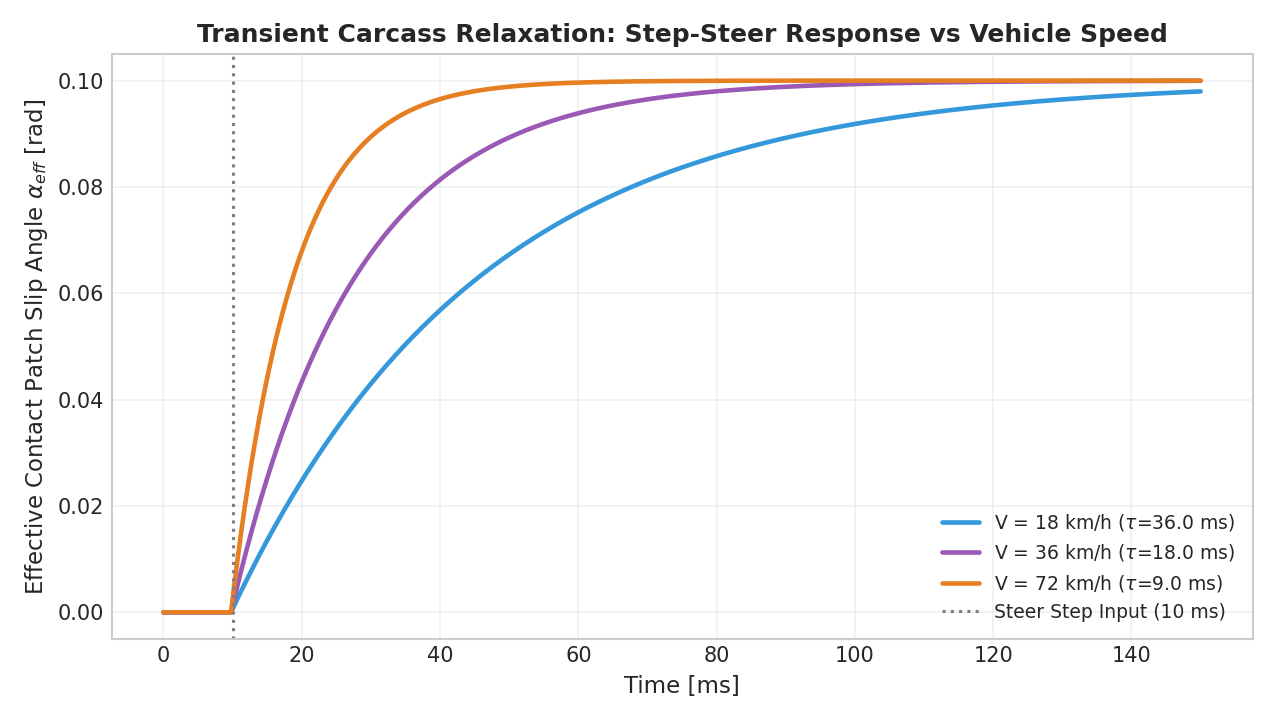 Transient Carcass Relaxation: Step-Steer Response vs Vehicle Speed
Effective Contact Patch Slip Angle α_eff [rad]
0.10
0.08
0.06
0.04
0.02
0.00
V = 18 km/h (τ=36.0 ms)
V = 36 km/h (τ=18.0 ms)
V = 72 km/h (τ=9.0 ms)
Steer Step Input (10 ms)
0 20 40 60 80 100 120 140
Time [ms]